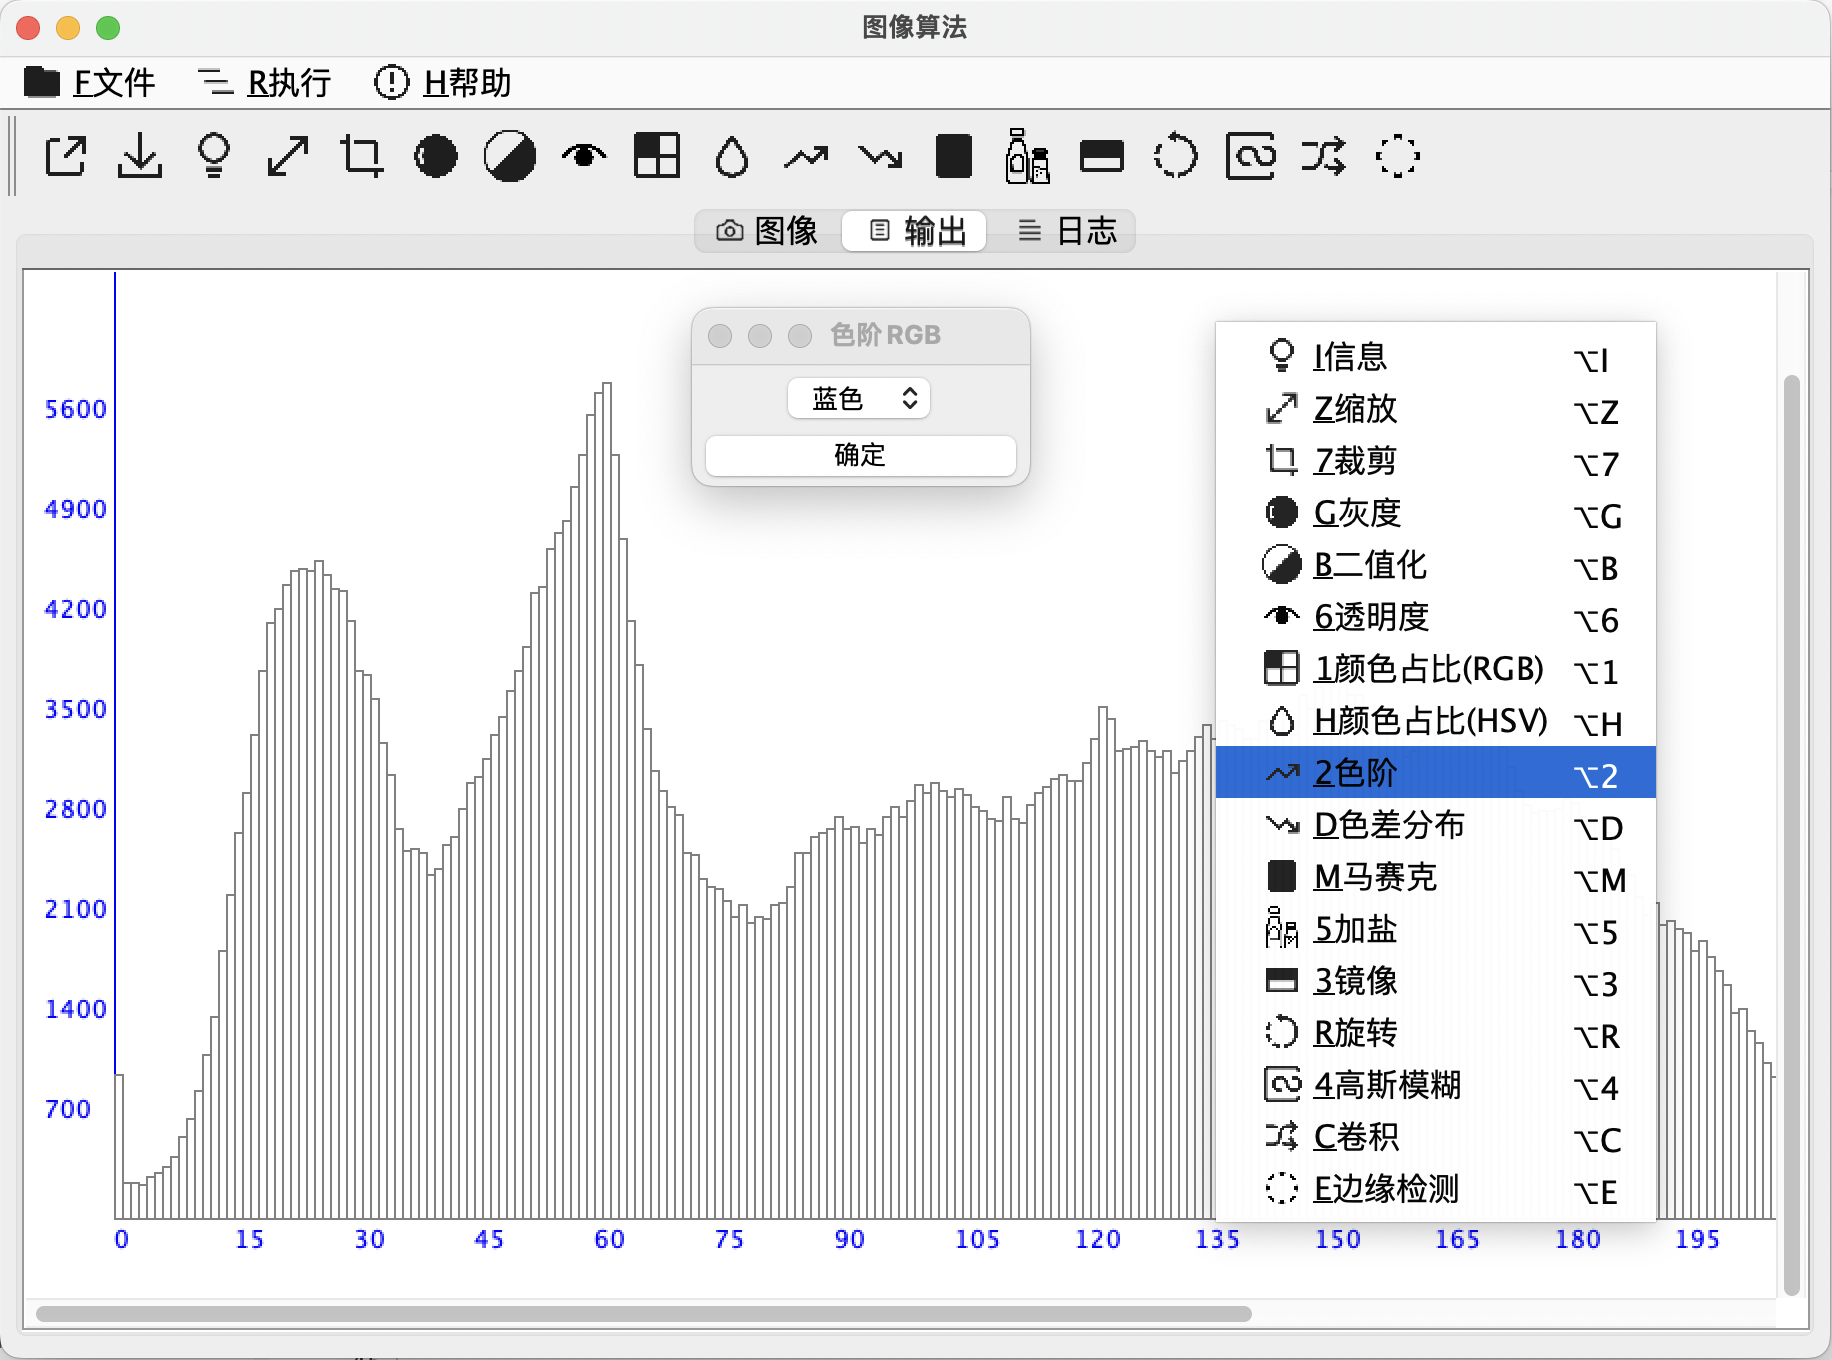 图像算法
F文件 R执行 H帮助
图像 输出 日志
色阶 RGB
蓝色
确定
I信息 ⌥I
Z缩放 ⌥Z
7裁剪 ⌥7
G灰度 ⌥G
B二值化 ⌥B
6透明度 ⌥6
1颜色占比(RGB) ⌥1
H颜色占比(HSV) ⌥H
2色阶 ⌥2
D色差分布 ⌥D
M马赛克 ⌥M
5加盐 ⌥5
3镜像 ⌥3
R旋转 ⌥R
4高斯模糊 ⌥4
C卷积 ⌥C
E边缘检测 ⌥E
5600
4900
4200
3500
2800
2100
1400
700
0 15 30 45 60 75 90 105 120 135 150 165 180 195